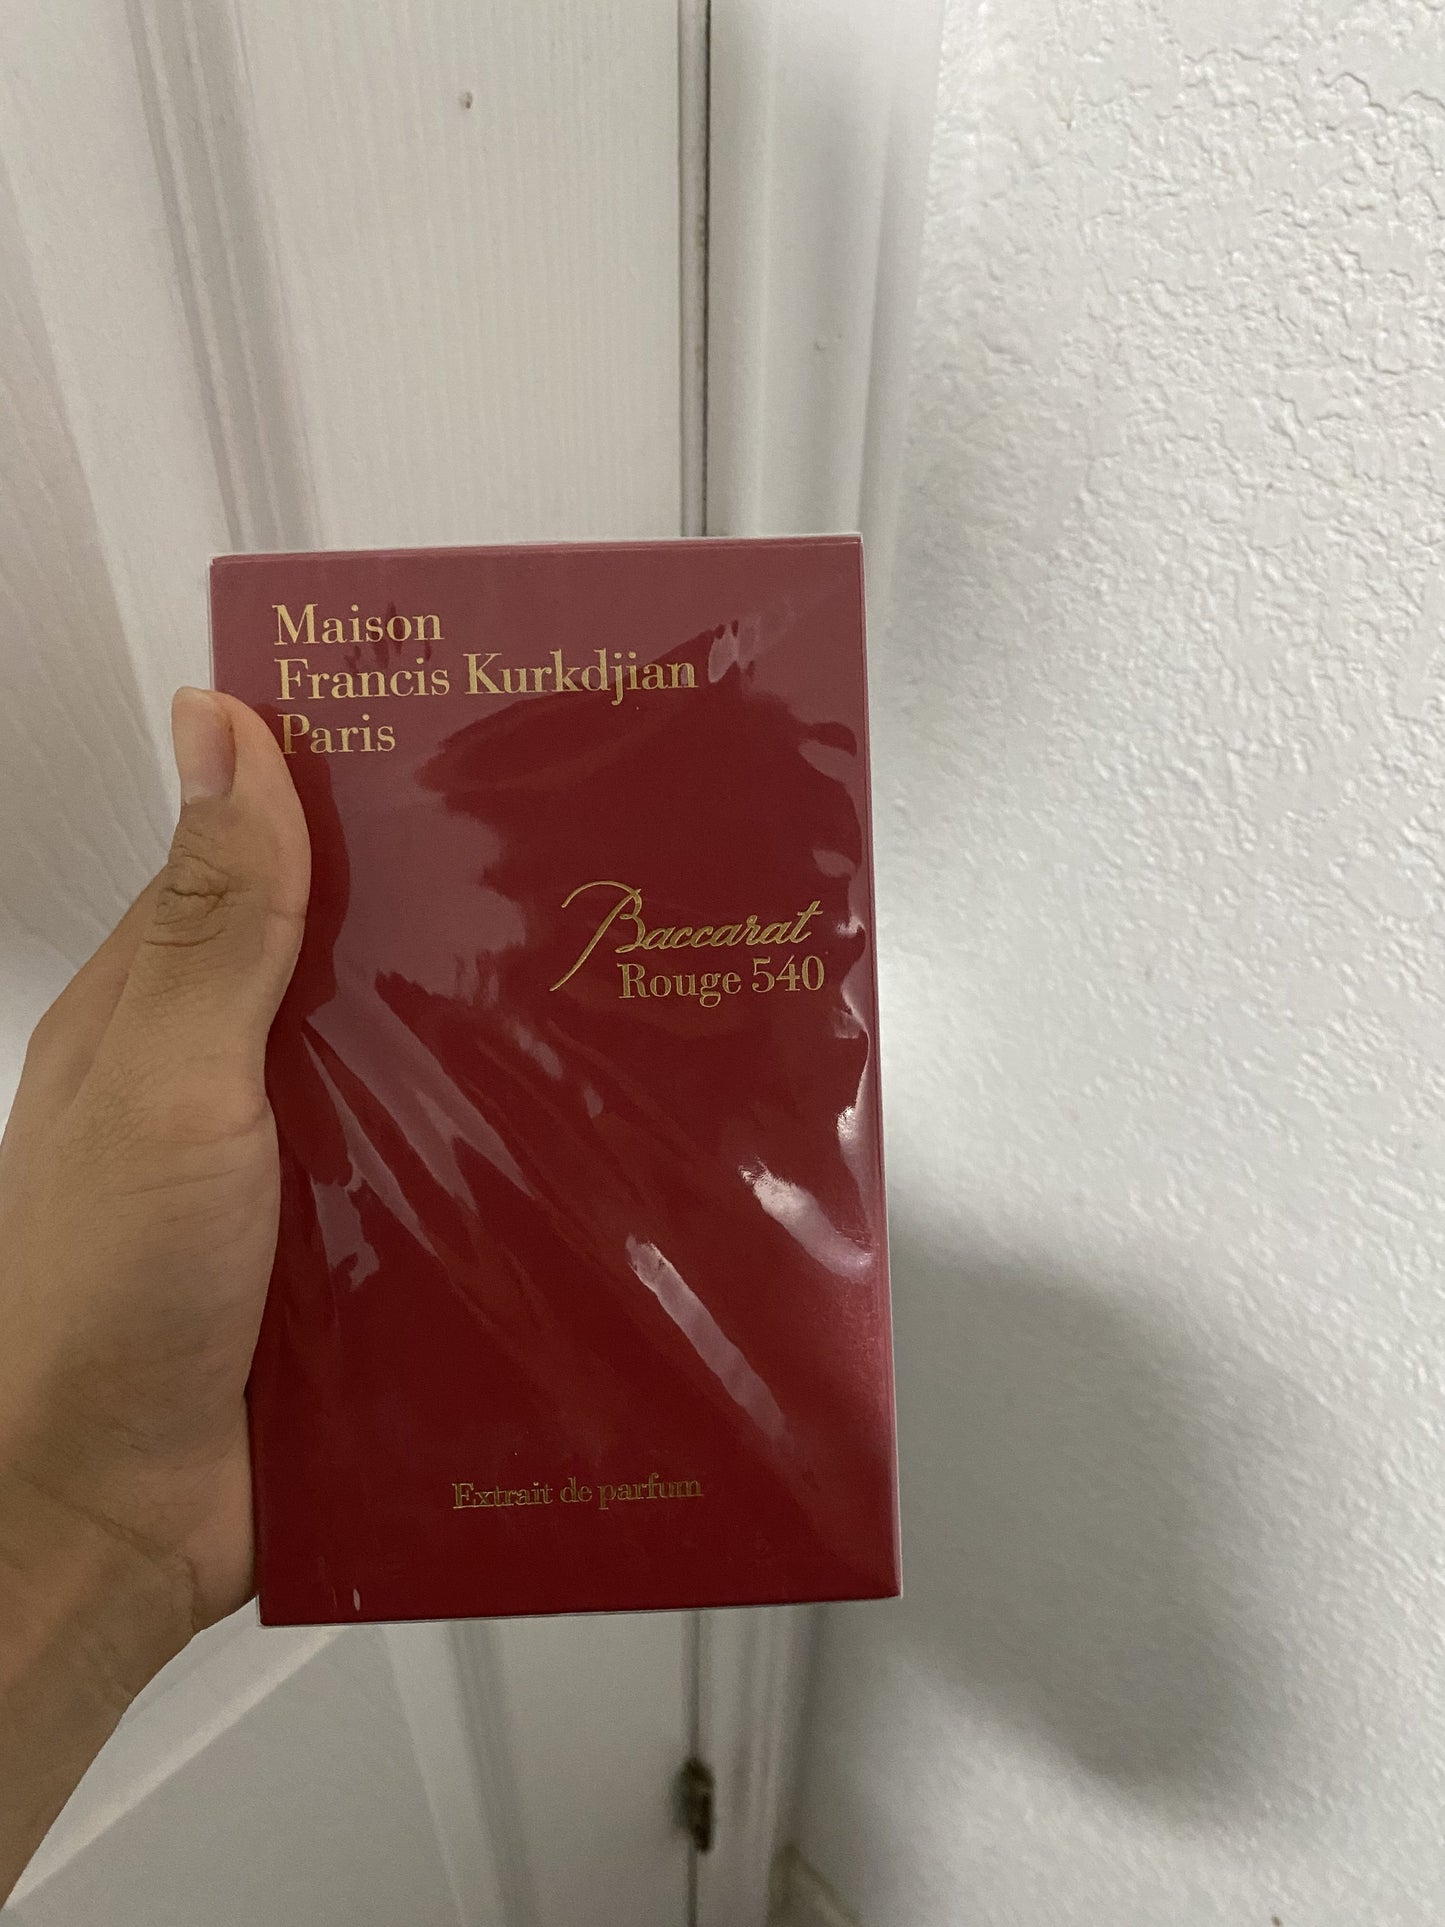 Maison
Francis Kurkdjian
Paris
Baccarat
Rouge 540
Extrait de parfum